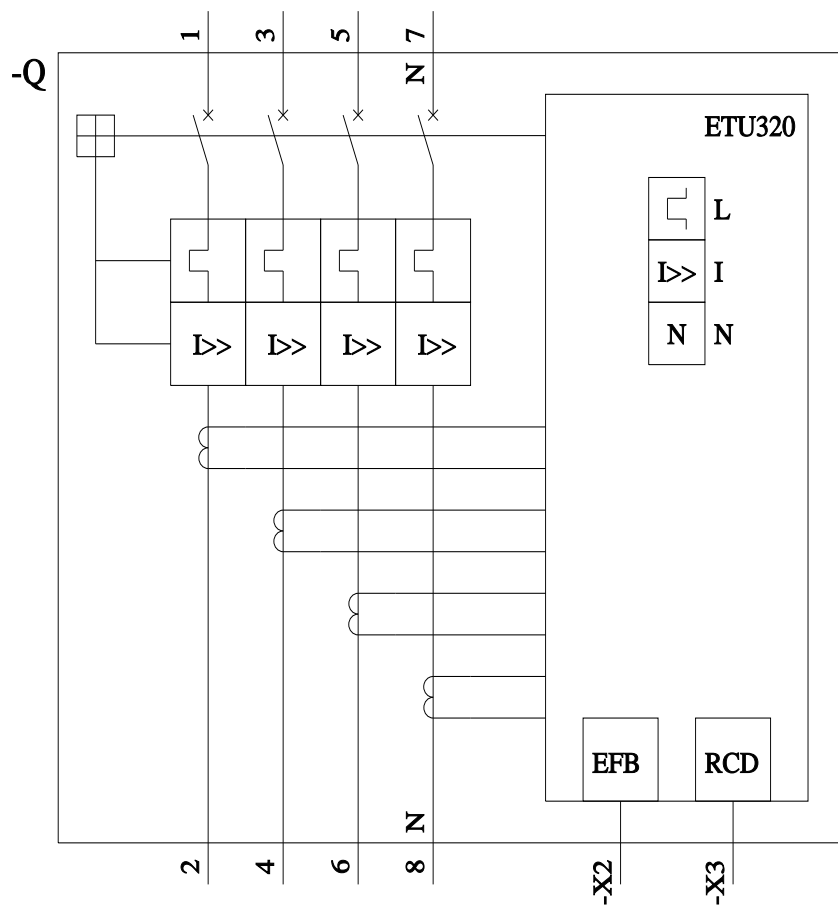 1 3 5 7
-Q
N
ETU320
L
I>> I
N N
I>> I>> I>> I>>
EFB RCD
N
2 4 6 8 -X2 -X3